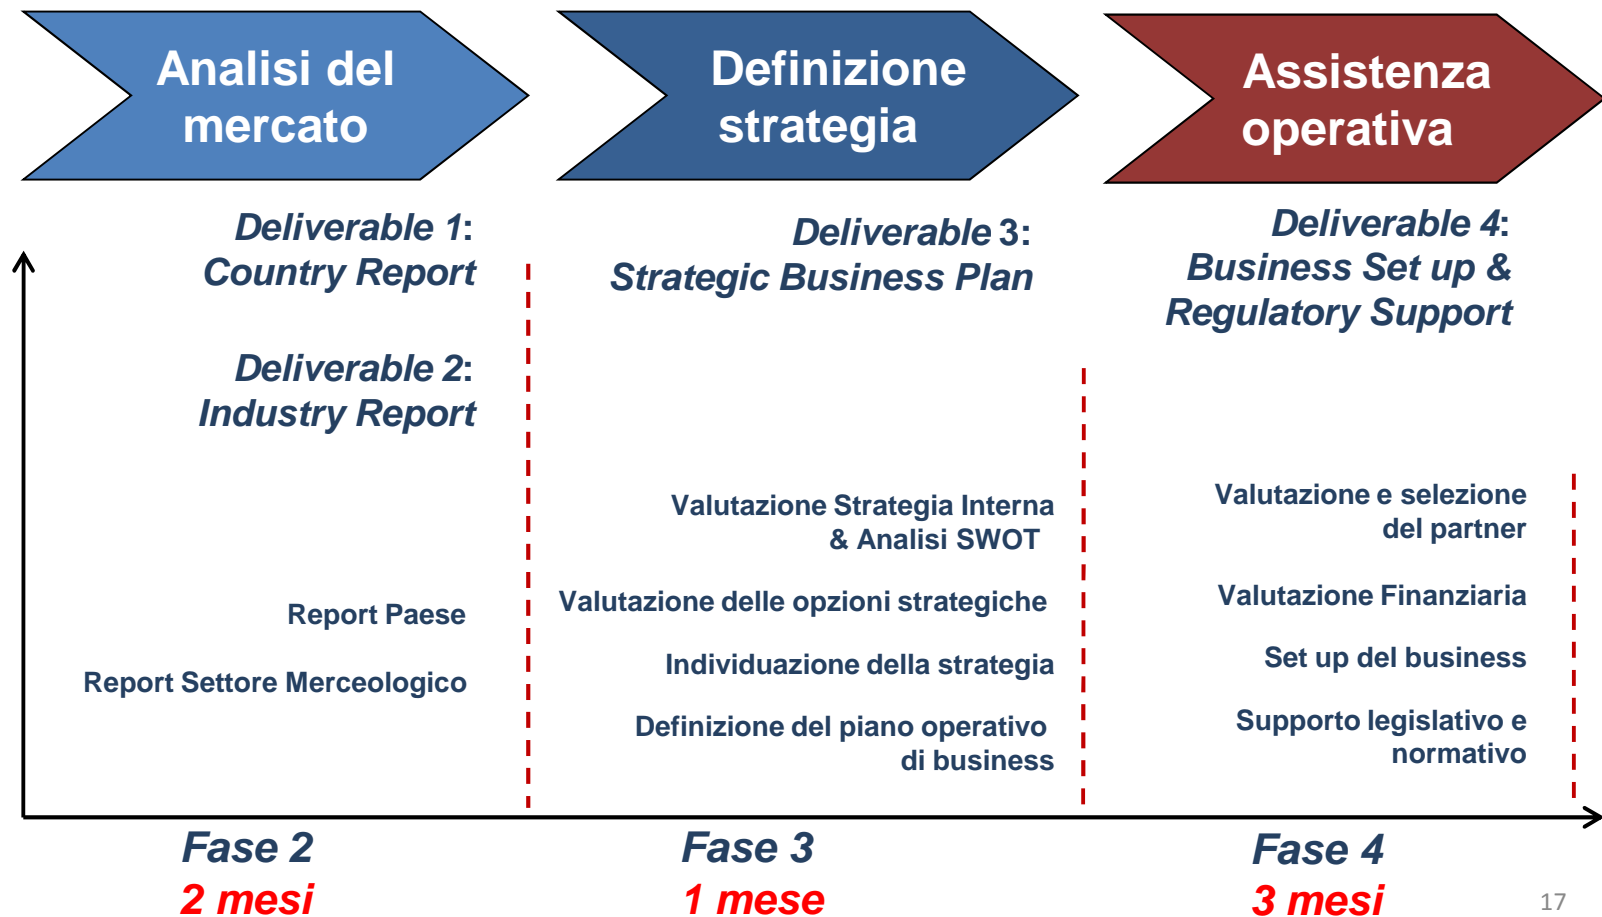 Analisi del
mercato
Definizione
strategia
Assistenza
operativa
Deliverable 1:
Country Report
Deliverable 2:
Industry Report
Report Paese
Report Settore Merceologico
Deliverable 3:
Strategic Business Plan
Valutazione Strategia Interna
& Analisi SWOT
Valutazione delle opzioni strategiche
Individuazione della strategia
Definizione del piano operativo
di business
Deliverable 4:
Business Set up &
Regulatory Support
Valutazione e selezione
del partner
Valutazione Finanziaria
Set up del business
Supporto legislativo e
normativo
Fase 2
2 mesi
Fase 3
1 mese
Fase 4
3 mesi
17